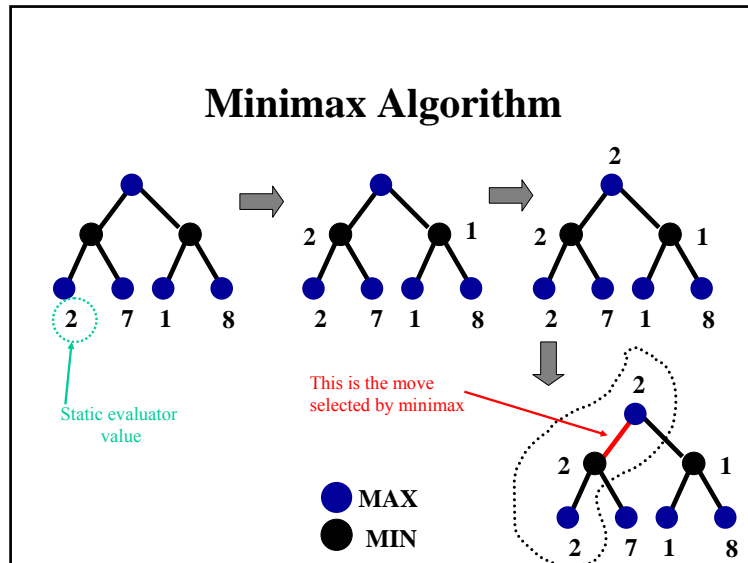 Minimax Algorithm
2 7 1 8
Static evaluator
value
2 1
2 7 1 8
2
2 1
2 7 1 8
This is the move
selected by minimax
2
2 1
2 7 1 8
MAX
MIN